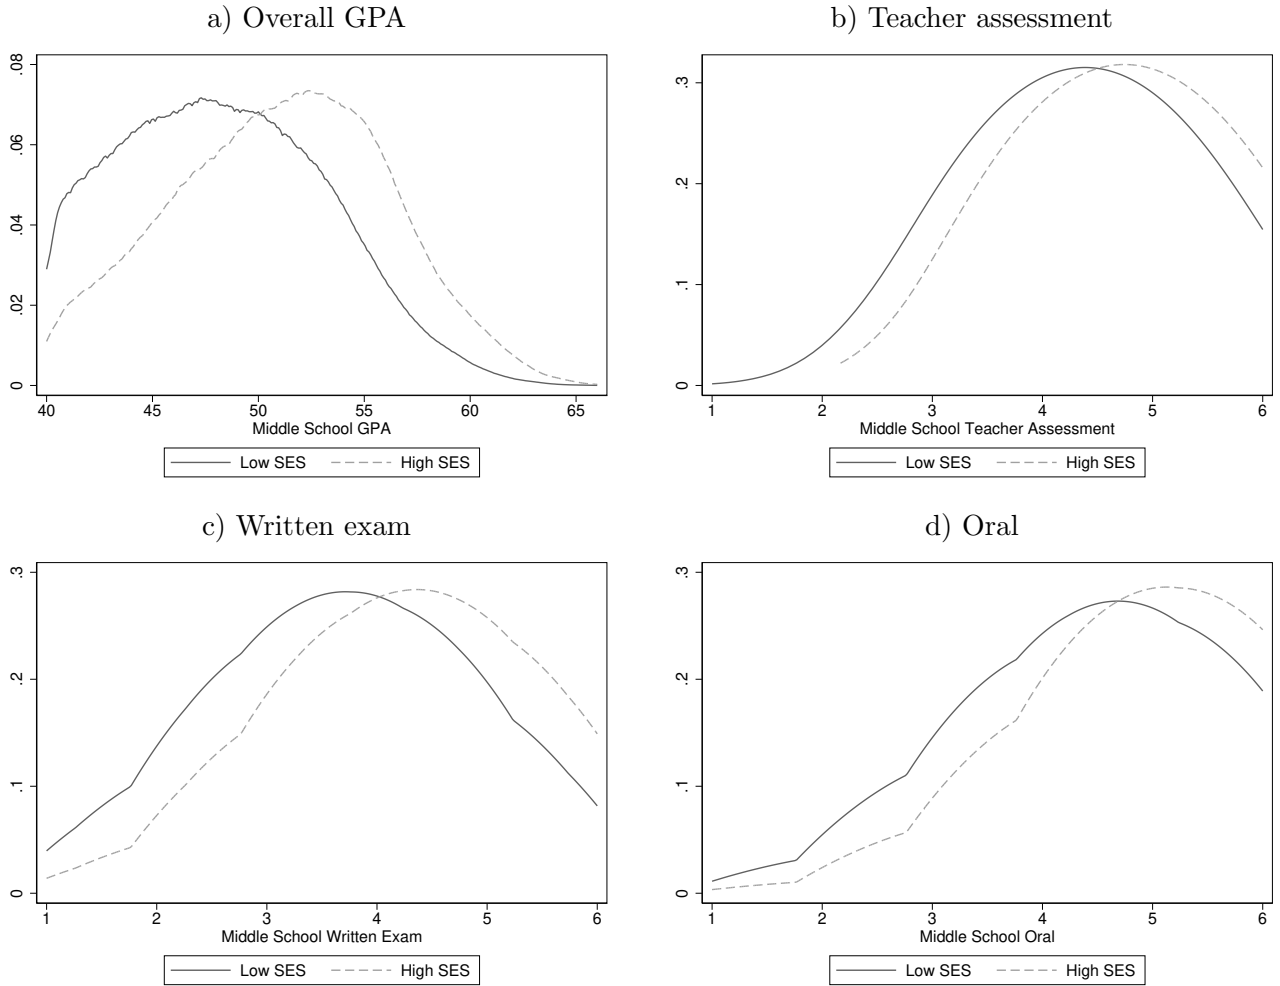 a) Overall GPA
.08
.06
.04
.02
0
40 45 50 55 60 65
Middle School GPA
Low SES High SES
b) Teacher assessment
.3
.2
.1
0
1 2 3 4 5 6
Middle School Teacher Assessment
Low SES High SES
c) Written exam
.3
.2
.1
0
1 2 3 4 5 6
Middle School Written Exam
Low SES High SES
d) Oral
.3
.2
.1
0
1 2 3 4 5 6
Middle School Oral
Low SES High SES